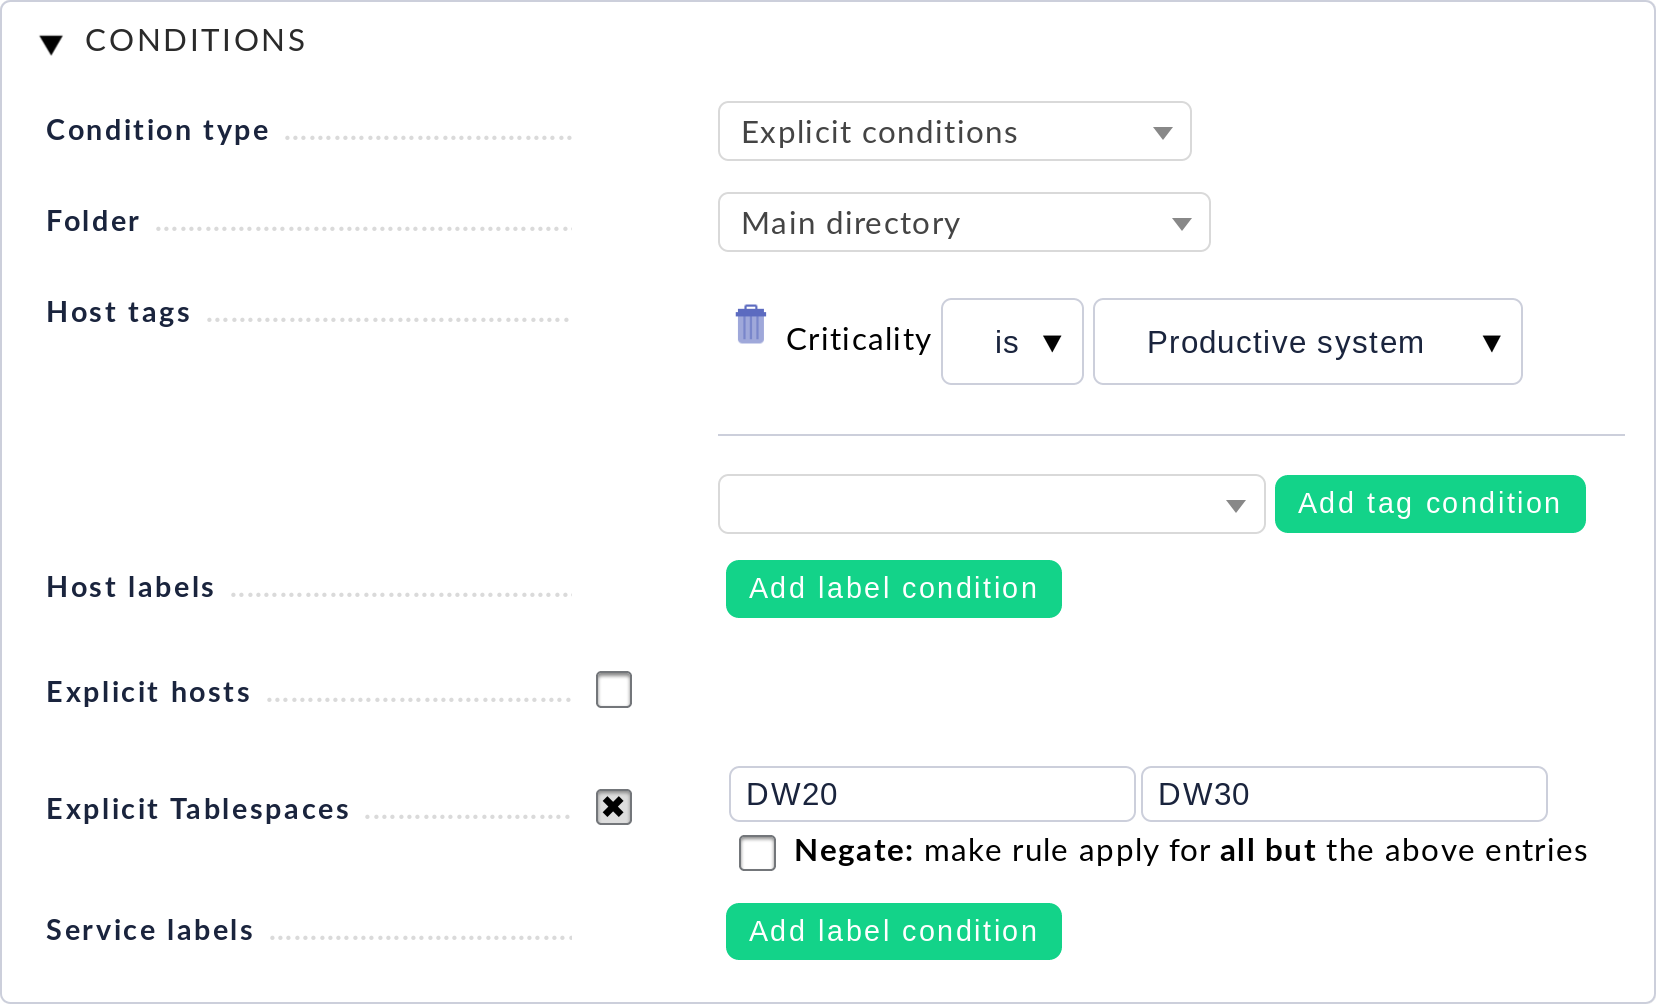 ▼ CONDITIONS
Condition type Explicit conditions
Folder Main directory
Host tags Criticality is Productive system
Add tag condition
Host labels Add label condition
Explicit hosts
Explicit Tablespaces DW20 DW30
Negate: make rule apply for all but the above entries
Service labels Add label condition